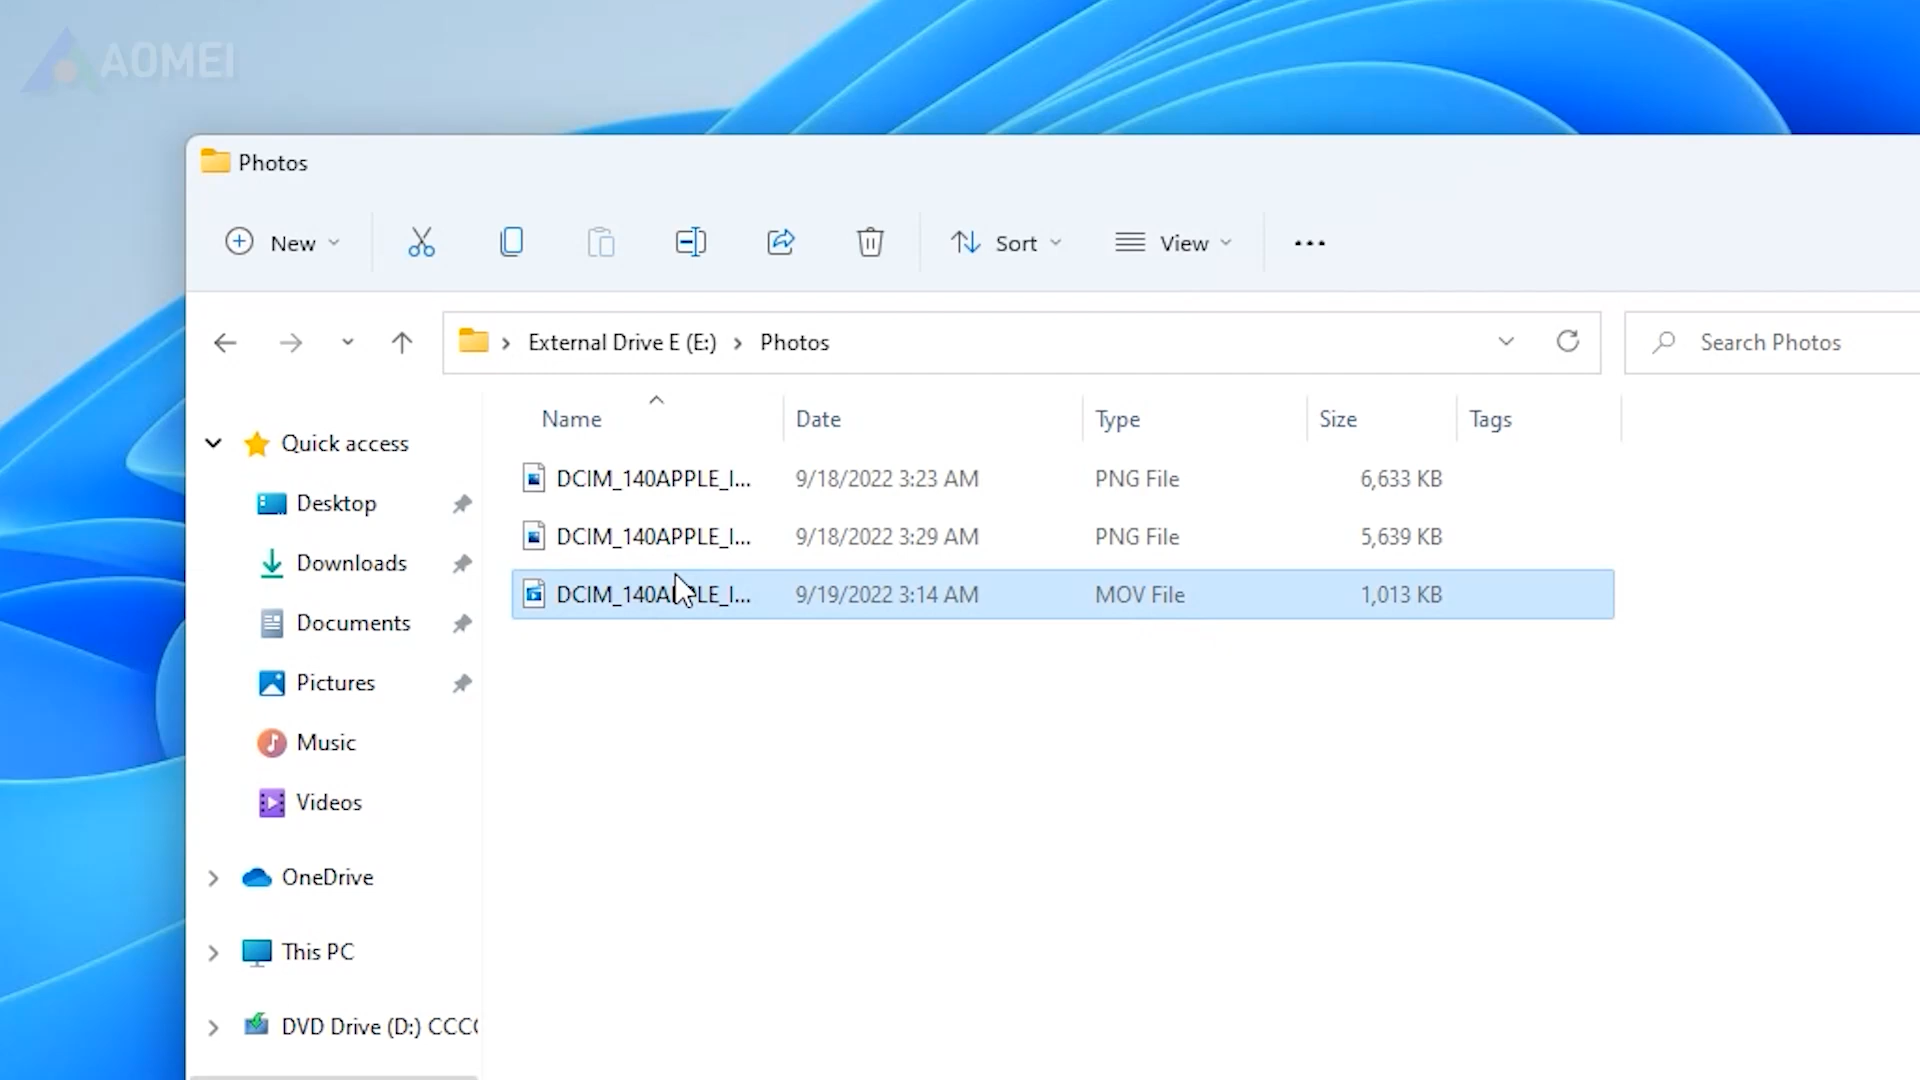 AOMEI
Photos
New
Sort
View
External Drive E (E:) Photos
Search Photos
Name Date Type Size Tags
Quick access
Desktop
Downloads
Documents
Pictures
Music
Videos
OneDrive
This PC
DVD Drive (D:) CCC
DCIM_140APPLE_I... 9/18/2022 3:23 AM PNG File 6,633 KB
DCIM_140APPLE_I... 9/18/2022 3:29 AM PNG File 5,639 KB
DCIM_140APPLE_I... 9/19/2022 3:14 AM MOV File 1,013 KB